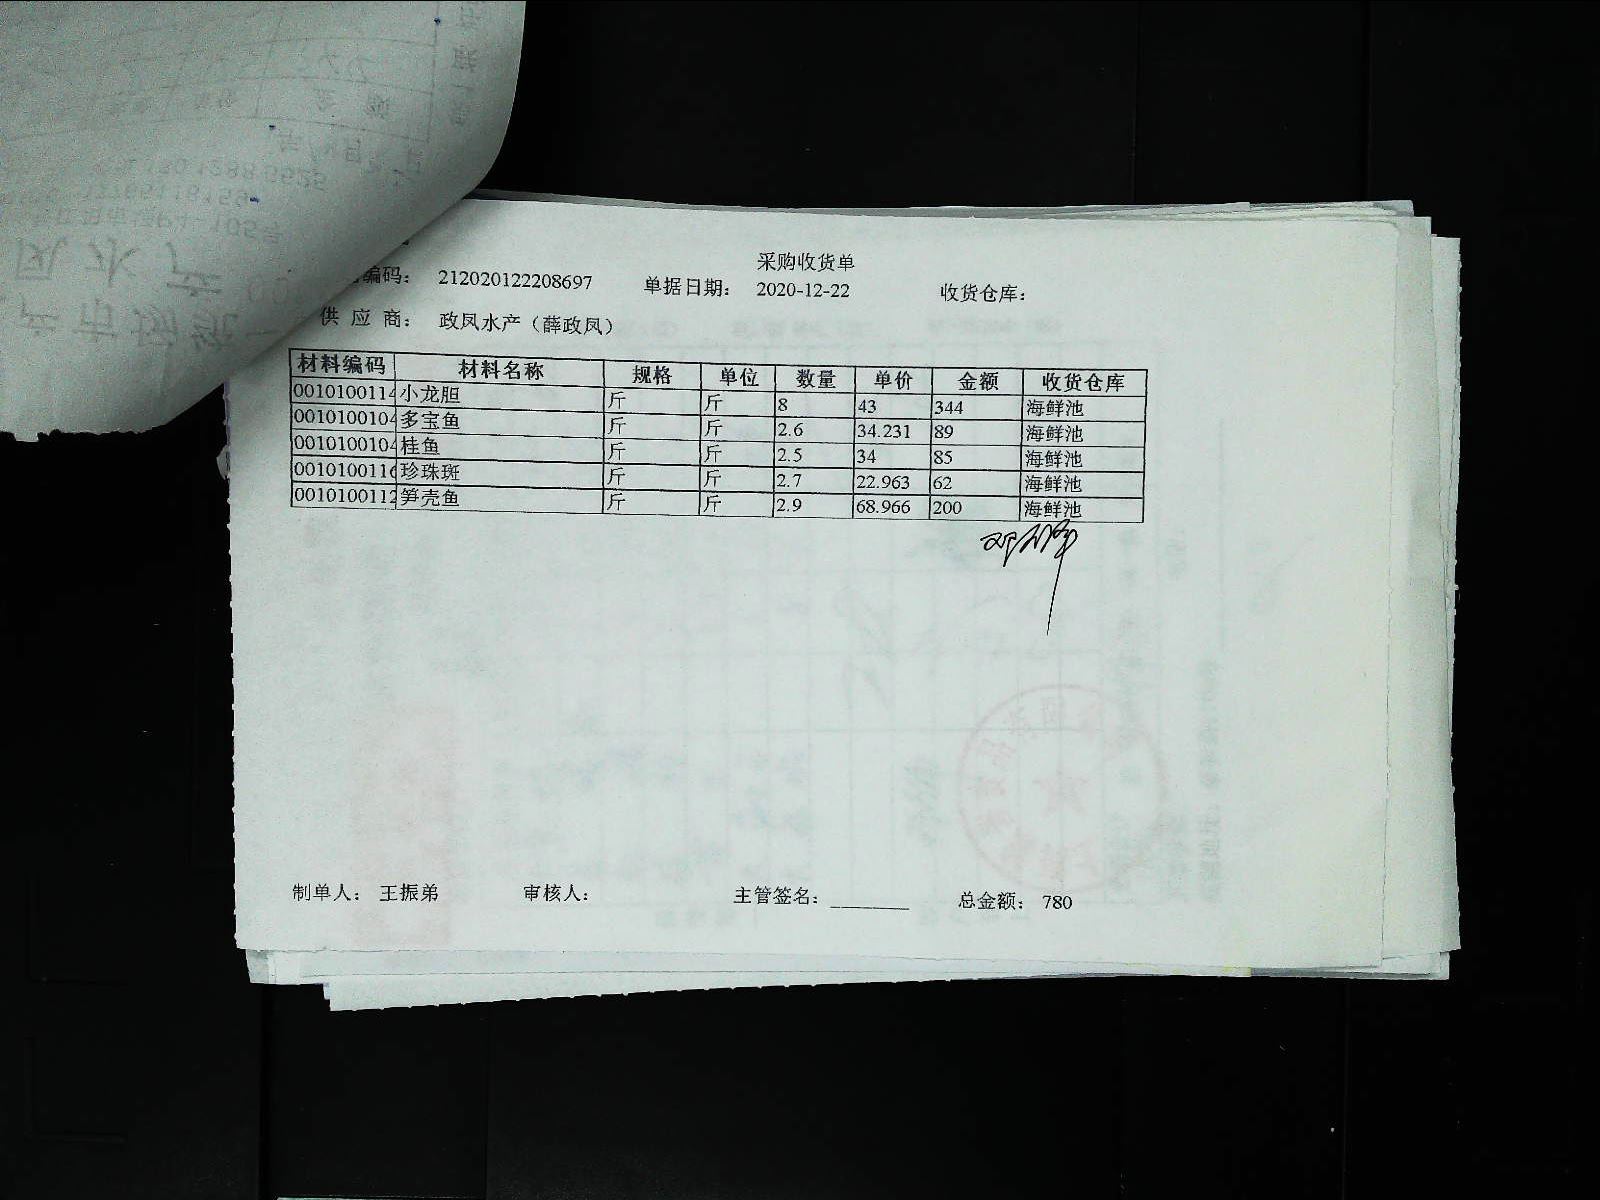 采购收货单
编码： 212020122208697 单据日期： 2020-12-22 收货仓库：
供 应 商： 政凤水产（薛政凤）
材料编码 材料名称 规格 单位 数量 单价 金额 收货仓库
0010100114 小龙胆 斤 斤 8 43 344 海鲜池
0010100104 多宝鱼 斤 斤 2.6 34.231 89 海鲜池
0010100104 桂鱼 斤 斤 2.5 34 85 海鲜池
0010100116 珍珠斑 斤 斤 2.7 22.963 62 海鲜池
0010100112 笋壳鱼 斤 斤 2.9 68.966 200 海鲜池
制单人： 王振弟 审核人： 主管签名： 总金额： 780